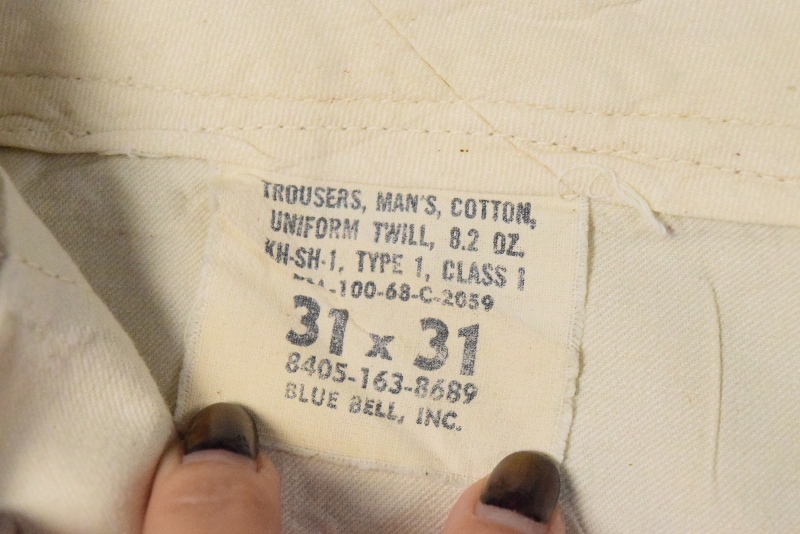 TROUSERS, MAN'S, COTTON,
UNIFORM TWILL, 8.2 OZ.
KH-SH-1, TYPE 1, CLASS 1
-100-68-C-2059
31 x 31
8405-163-8689
BLUE BELL, INC.